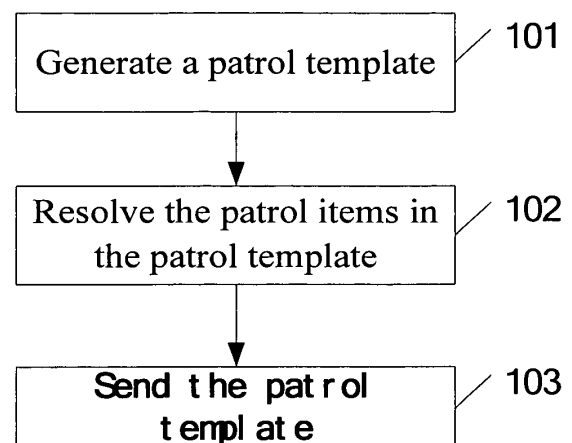 Generate a patrol template
101
Resolve the patrol items in
the patrol template
102
Send the patrol
template
103